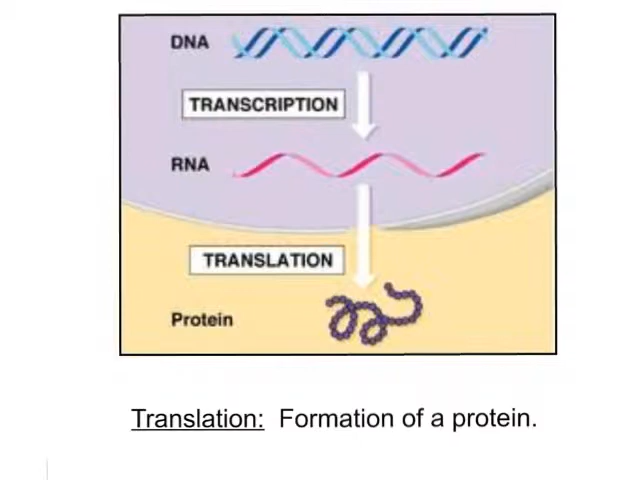 DNA
TRANSCRIPTION
RNA
TRANSLATION
Protein
Translation: Formation of a protein.